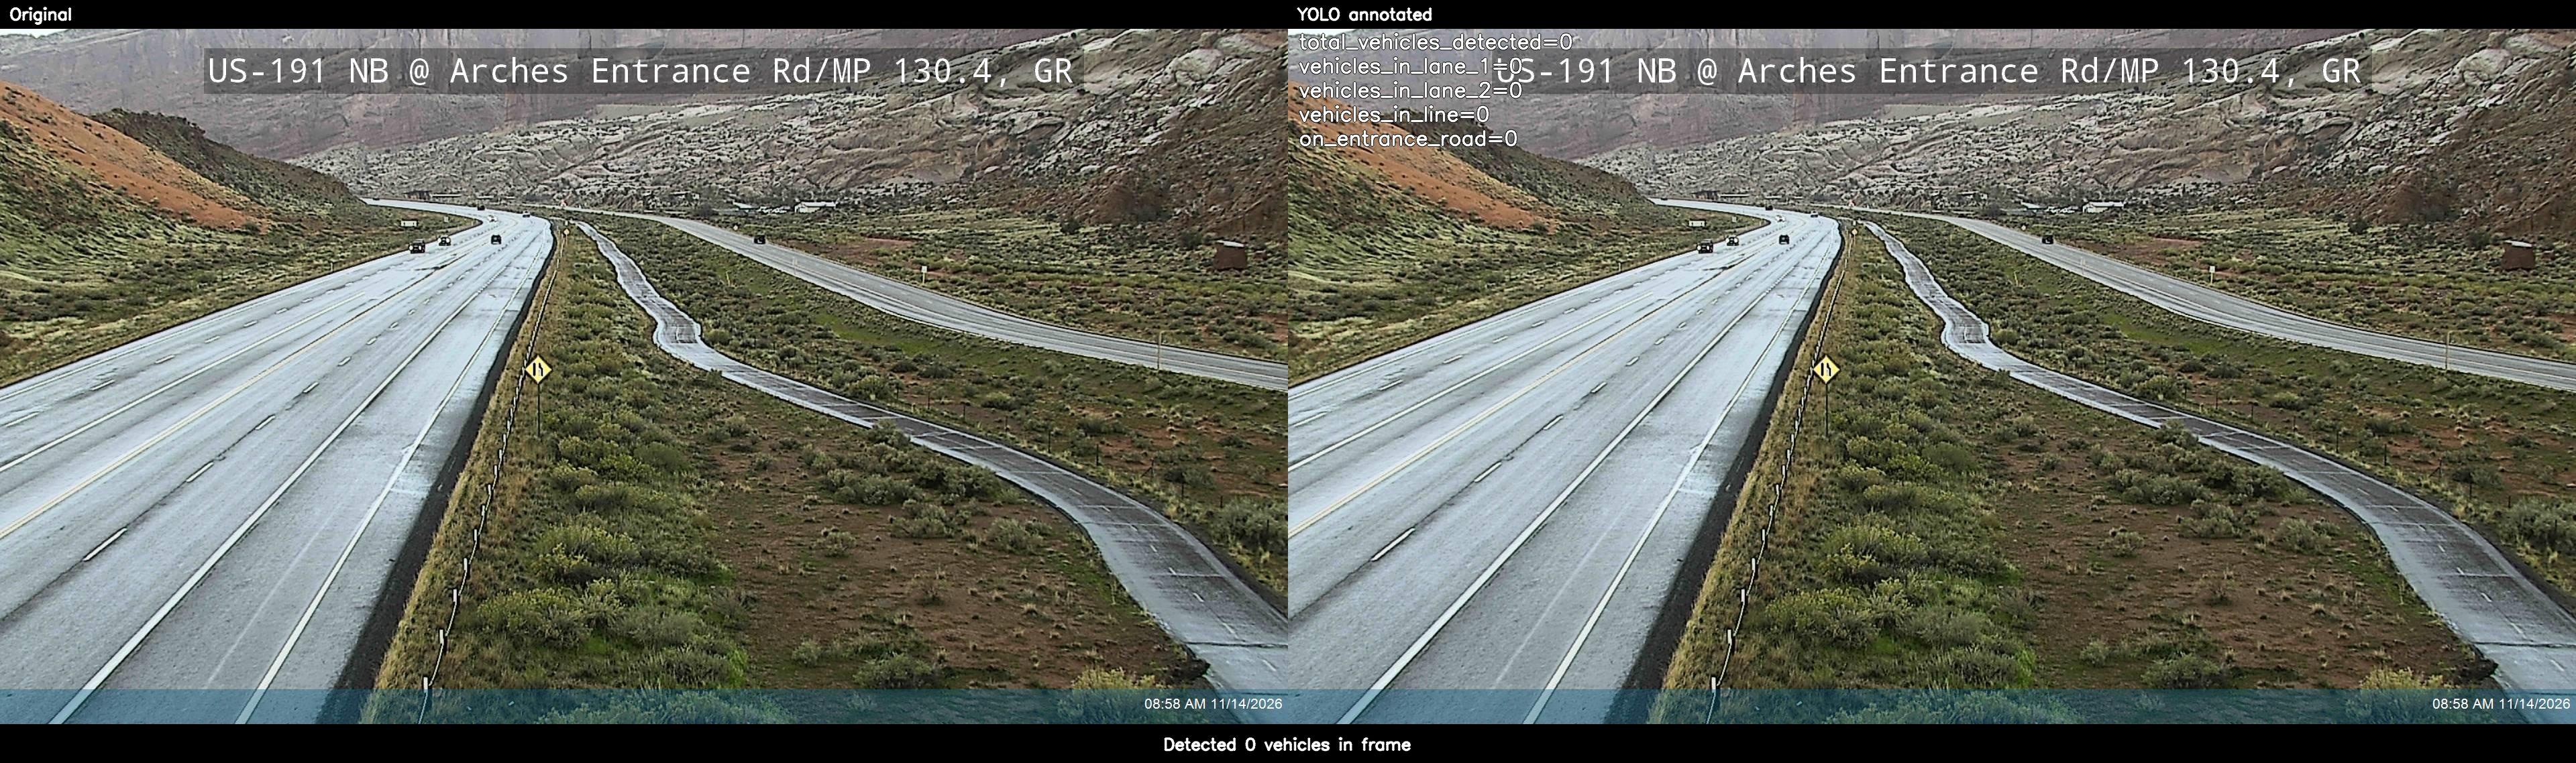 Original
US-191 NB @ Arches Entrance Rd/MP 130.4, GR
08:58 AM 11/14/2026
YOLO annotated
total_vehicles_detected=0
vehicles_in_lane_1=0
US-191 NB @ Arches Entrance Rd/MP 130.4, GR
vehicles_in_lane_2=0
vehicles_in_line=0
on_entrance_road=0
08:58 AM 11/14/2026
Detected 0 vehicles in frame